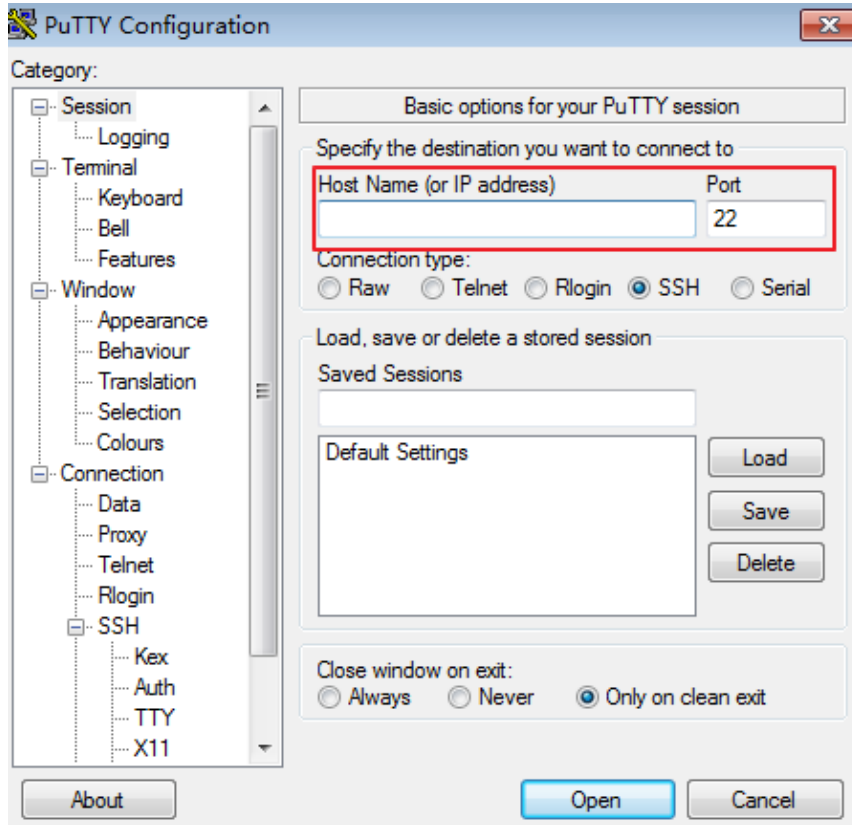 PuTTY Configuration
Category:
Session
Logging
Terminal
Keyboard
Bell
Features
Window
Appearance
Behaviour
Translation
Selection
Colours
Connection
Data
Proxy
Telnet
Rlogin
SSH
Kex
Auth
TTY
X11
Basic options for your PuTTY session
Specify the destination you want to connect to
Host Name (or IP address) Port
22
Connection type:
Raw Telnet Rlogin SSH Serial
Load, save or delete a stored session
Saved Sessions
Default Settings
Load
Save
Delete
Close window on exit:
Always Never Only on clean exit
About Open Cancel